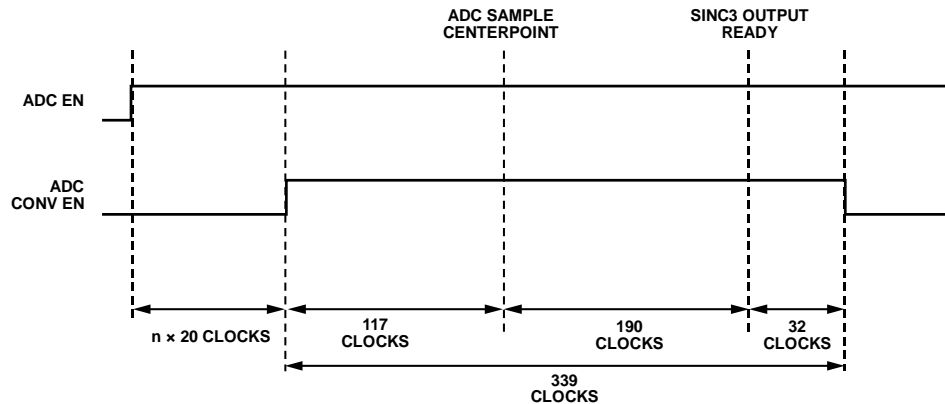 ADC SAMPLE
CENTERPOINT
SINC3 OUTPUT
READY
ADC EN
ADC
CONV EN
n × 20 CLOCKS
117
CLOCKS
190
CLOCKS
32
CLOCKS
339
CLOCKS